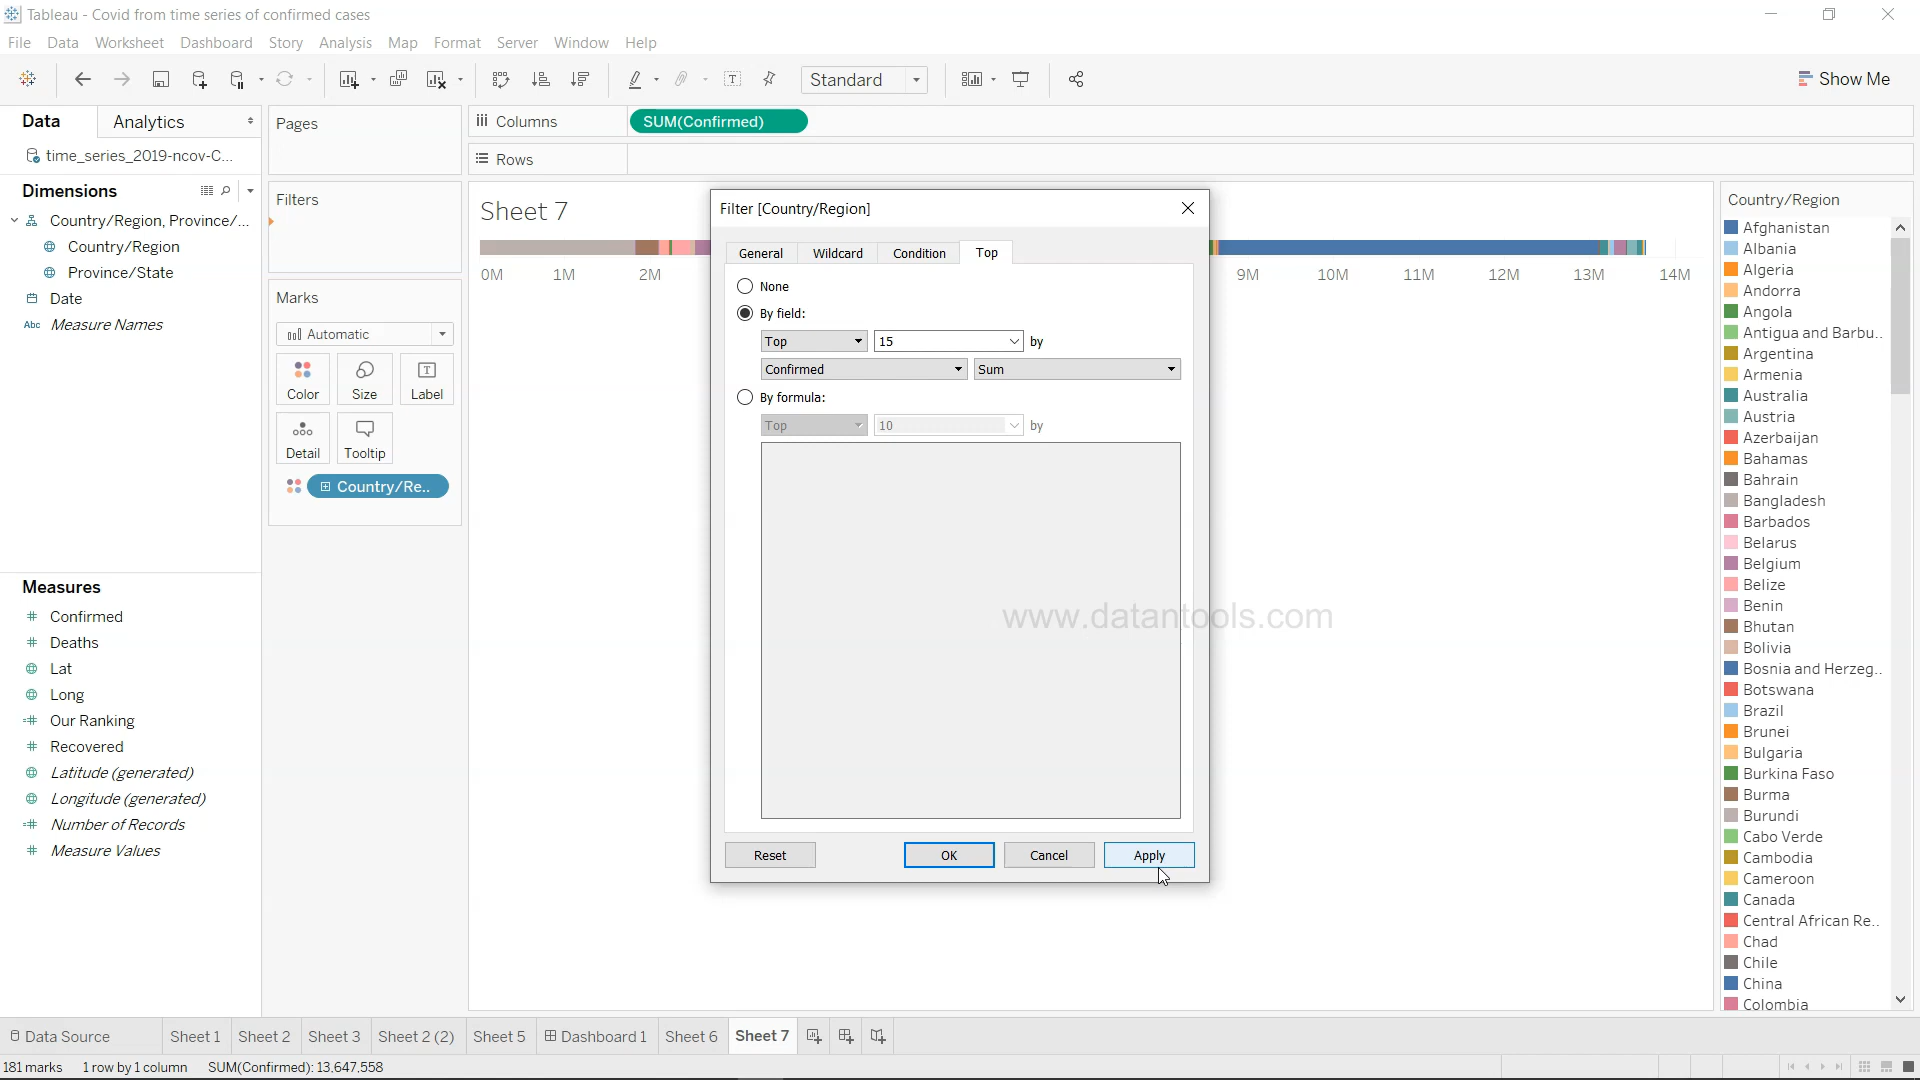 Tableau - Covid from time series of confirmed cases
File Data Worksheet Dashboard Story Analysis Map Format Server Window Help
Standard
Show Me
Data
Analytics
time_series_2019-ncov-C...
Dimensions
Country/Region, Province/...
Country/Region
Province/State
Date
Abc Measure Names
Measures
Confirmed
Deaths
Lat
Long
Our Ranking
Recovered
Latitude (generated)
Longitude (generated)
Number of Records
Measure Values
Pages
Filters
Marks
Automatic
Color
Size
Label
Detail
Tooltip
Country/Re..
Columns
SUM(Confirmed)
Rows
Sheet 7
0M 1M 2M 9M 10M 11M 12M 13M 14M
Filter [Country/Region]
General Wildcard Condition Top
None
By field:
Top 15 by
Confirmed Sum
By formula:
Top 10 by
www.datantools.com
Reset OK Cancel Apply
Country/Region
Afghanistan
Albania
Algeria
Andorra
Angola
Antigua and Barbu..
Argentina
Armenia
Australia
Austria
Azerbaijan
Bahamas
Bahrain
Bangladesh
Barbados
Belarus
Belgium
Belize
Benin
Bhutan
Bolivia
Bosnia and Herzeg..
Botswana
Brazil
Brunei
Bulgaria
Burkina Faso
Burma
Burundi
Cabo Verde
Cambodia
Cameroon
Canada
Central African Re..
Chad
Chile
China
Colombia
Data Source Sheet 1 Sheet 2 Sheet 3 Sheet 2 (2) Sheet 5 Dashboard 1 Sheet 6 Sheet 7
181 marks 1 row by 1 column SUM(Confirmed): 13,647,558